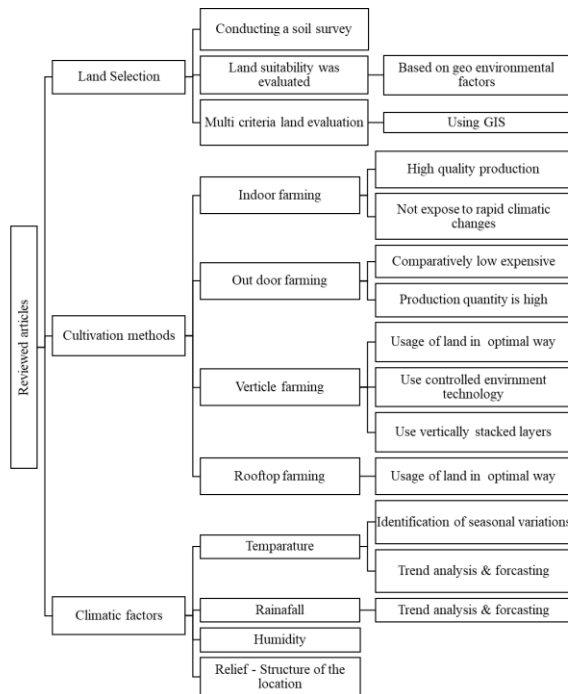 Reviewed articles
Land Selection
Conducting a soil survey
Land suitability was
evaluated
Based on geo environmental
factors
Multi criteria land evaluation
Using GIS
Cultivation methods
Indoor farming
High quality production
Not expose to rapid climatic
changes
Out door farming
Comparatively low expensive
Production quantity is high
Verticle farming
Usage of land in optimal way
Use controlled envirnment
technology
Use vertically stacked layers
Rooftop farming
Usage of land in optimal way
Climatic factors
Temparature
Identification of seasonal variations
Trend analysis & forcasting
Rainfall
Trend analysis & forcasting
Humidity
Relief - Structure of the
location